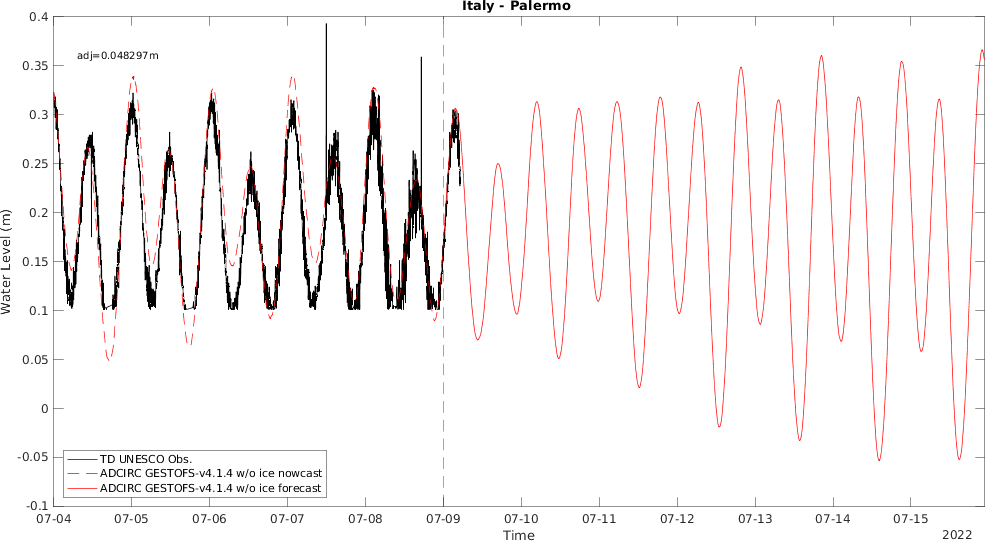 Italy - Palermo
adj=0.048297m
Water Level (m)
0.4
0.35
0.3
0.25
0.2
0.15
0.1
0.05
0
-0.05
-0.1
TD UNESCO Obs.
ADCIRC GESTOFS-v4.1.4 w/o ice nowcast
ADCIRC GESTOFS-v4.1.4 w/o ice forecast
07-04 07-05 07-06 07-07 07-08 07-09 07-10 07-11 07-12 07-13 07-14 07-15
Time
2022